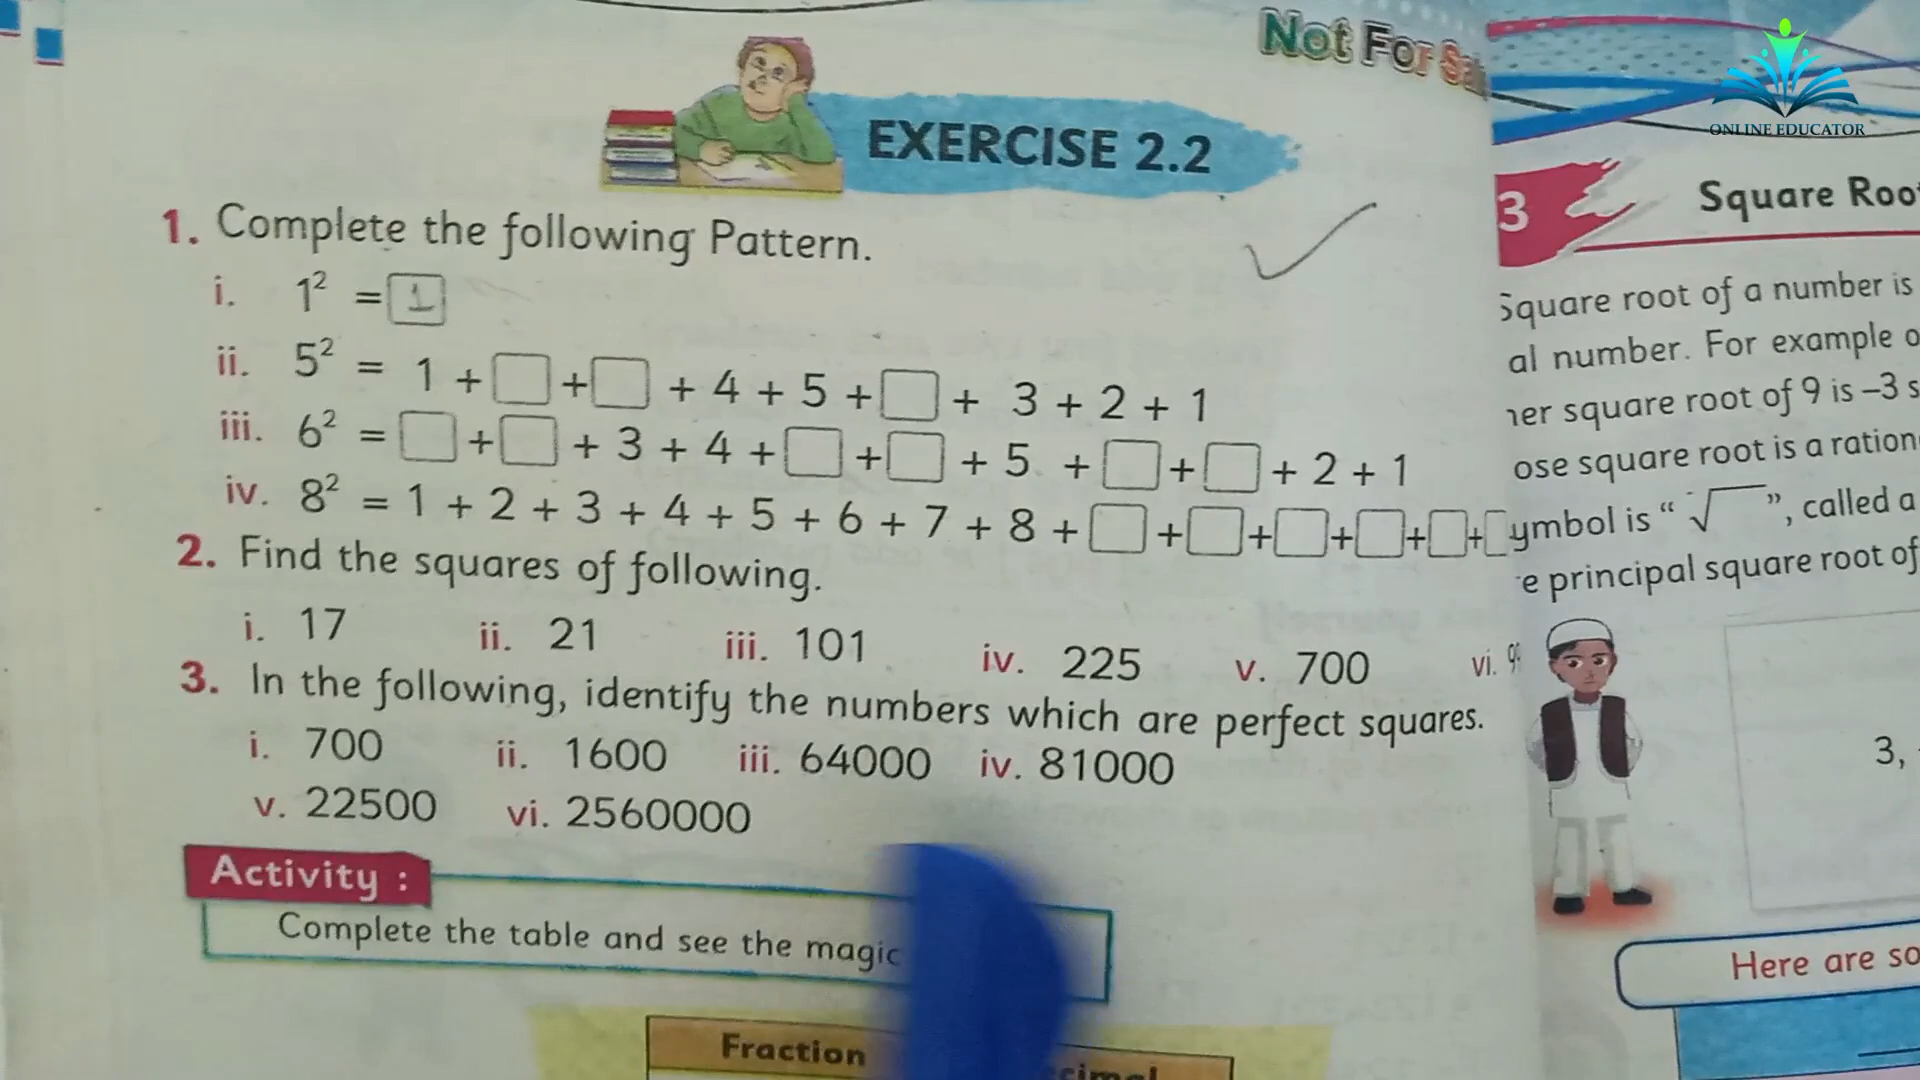 Not For Sale
ONLINE EDUCATOR
EXERCISE 2.2
1. Complete the following Pattern.
i. 1² = 1
ii. 5² = 1 + □ + □ + 4 + 5 + □ + 3 + 2 + 1
iii. 6² = □ + □ + 3 + 4 + □ + □ + 5 + □ + □ + 2 + 1
iv. 8² = 1 + 2 + 3 + 4 + 5 + 6 + 7 + 8 + □ + □ + □ + □ + □ + □
2. Find the squares of following.
i. 17 ii. 21 iii. 101 iv. 225 v. 700 vi.
3. In the following, identify the numbers which are perfect squares.
i. 700 ii. 1600 iii. 64000 iv. 81000
v. 22500 vi. 2560000
Activity :
Complete the table and see the magic
Fraction
3 Square
Square root of a number is
al number. For example
square root of 9 is –3
ose square root is a
ymbol is “ √ ”, called a
e principal square root of
3,
Here are